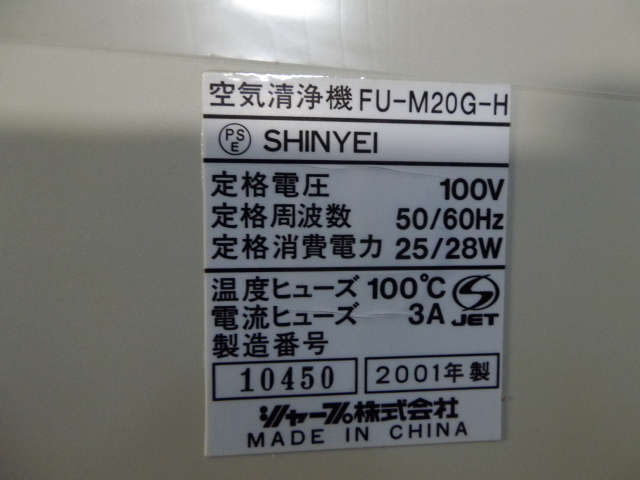 空気清浄機 FU-M20G-H
PSE SHINYEI
定格電圧 100V
定格周波数 50/60Hz
定格消費電力 25/28W
温度ヒューズ 100℃
電流ヒューズ 3A JET
製造番号
10450 2001年製
シャープ株式会社
MADE IN CHINA